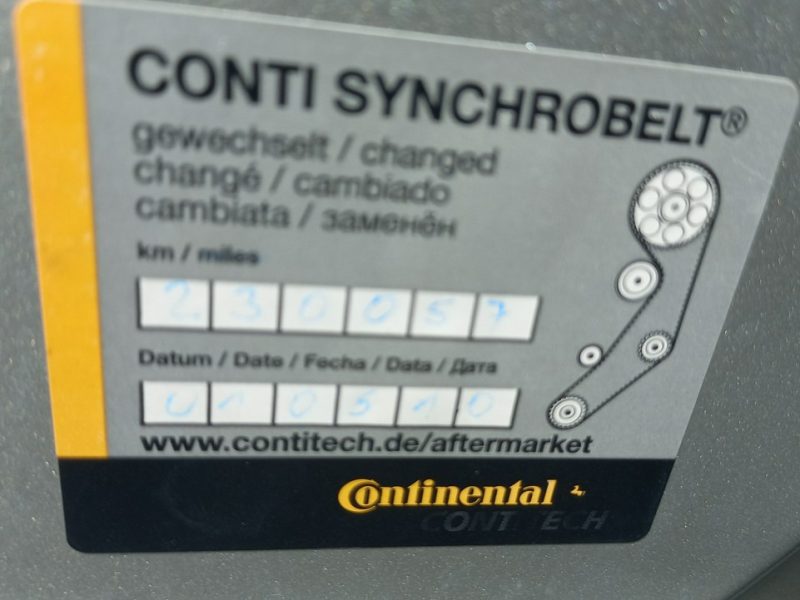 CONTI SYNCHROBELT®
gewechselt / changed
changé / cambiado
cambiata / заменён
km / miles
230057
Datum / Date / Fecha / Data / Дата
010510
www.contitech.de/aftermarket
Continental
CONTITECH